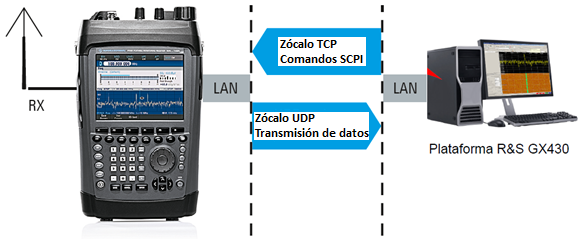 Zócalo TCP
Comandos SCPI
LAN
LAN
RX
Zócalo UDP
Transmisión de datos
Plataforma R&S GX430